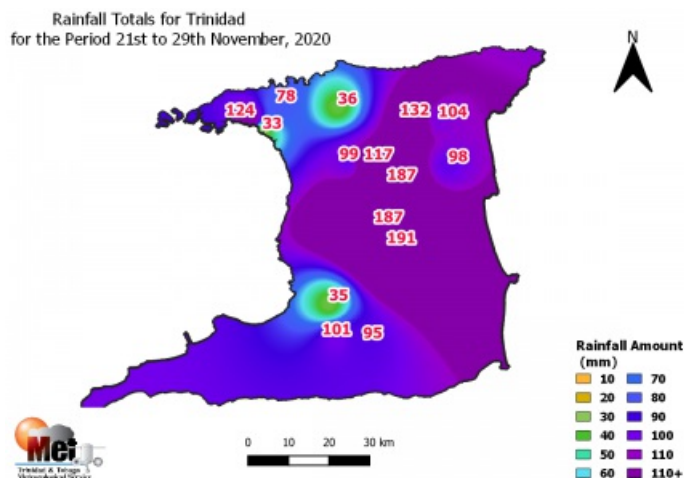 Rainfall Totals for Trinidad
for the Period 21st to 29th November, 2020
N
78
36
124
132
104
33
99
117
98
187
187
191
35
101
95
Rainfall Amount
(mm)
10 70
20 80
30 90
40 100
50 110
60 110+
Met
Trinidad & Tobago
Meteorological Service
0 10 20 30 km